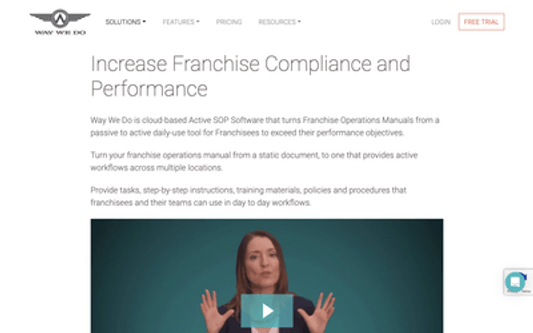 WAY WE DO
SOLUTIONS
FEATURES
PRICING
RESOURCES
LOGIN
FREE TRIAL
Increase Franchise Compliance and
Performance
Way We Do is cloud-based Active SOP Software that turns Franchise Operations Manuals from a
passive to active daily-use tool for Franchisees to exceed their performance objectives.
Turn your franchise operations manual from a static document, to one that provides active
workflows across multiple locations.
Provide tasks, step-by-step instructions, training materials, policies and procedures that
franchisees and their teams can use in day to day workflows.